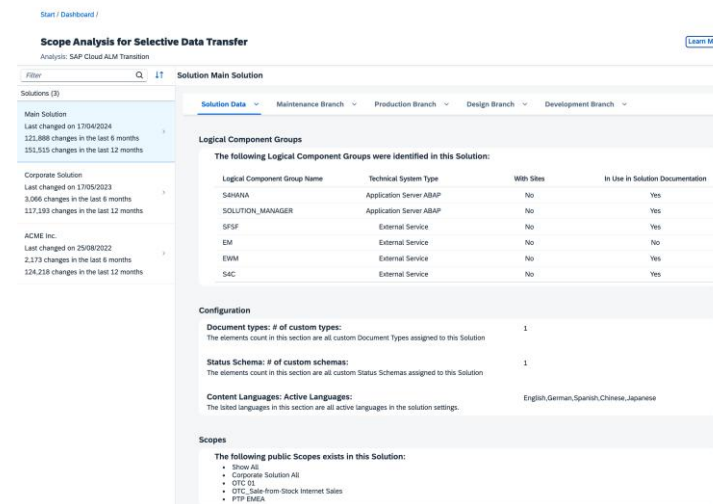 Start / Dashboard /
Scope Analysis for Selective Data Transfer
Learn M
Analysis: SAP Cloud ALM Transition
Filter
Solution Main Solution
Solutions (3)
Solution Data Maintenance Branch Production Branch Design Branch Development Branch
Main Solution
Last changed on 17/04/2024
121,888 changes in the last 6 months
151,515 changes in the last 12 months
Corporate Solution
Last changed on 17/05/2023
3,066 changes in the last 6 months
117,193 changes in the last 12 months
ACME Inc.
Last changed on 25/08/2022
2,173 changes in the last 6 months
124,218 changes in the last 12 months
Logical Component Groups
The following Logical Component Groups were identified in this Solution:
Logical Component Group Name Technical System Type With Sites In Use in Solution Documentation
S4HANA Application Server ABAP No Yes
SOLUTION_MANAGER Application Server ABAP No Yes
SFSF External Service No Yes
EM External Service No No
EWM External Service No Yes
S4C External Service No Yes
Configuration
Document types: # of custom types: 1
The elements count in this section are all custom Document Types assigned to this Solution
Status Schema: # of custom schemas: 1
The elements count in this section are all custom Status Schemas assigned to this Solution
Content Languages: Active Languages: English,German,Spanish,Chinese,Japanese
The lsited languages in this section are all active languages in the solution settings.
Scopes
The following public Scopes exists in this Solution:
• Show All
• Corporate Solution All
• OTC 01
• OTC_Sale-from-Stock Internet Sales
• PTP EMEA